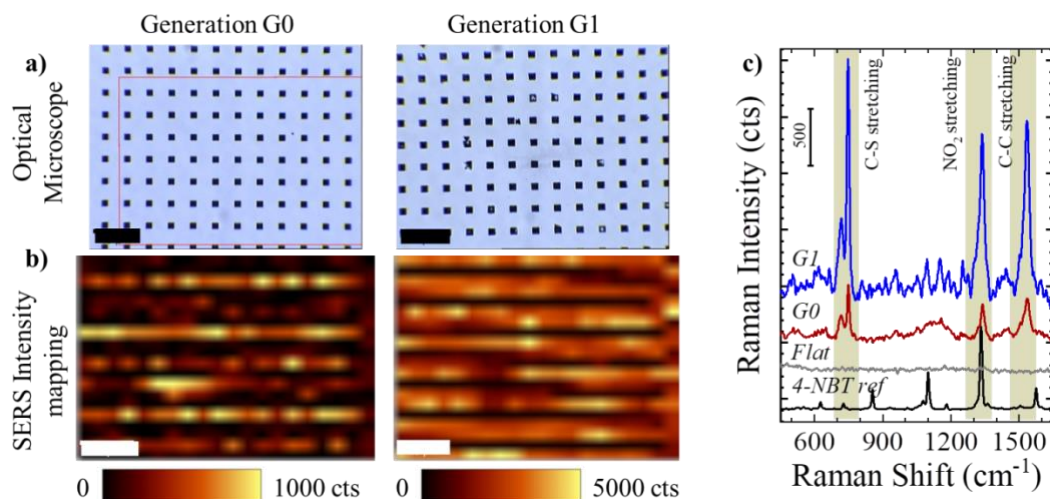 Generation G0
Generation G1
a)
Optical
Microscope
b)
SERS Intensity
mapping
0
1000 cts
0
5000 cts
c)
Raman Intensity (cts)
500
C-S stretching
NO₂ stretching
C-C stretching
G1
G0
Flat
4-NBT ref
600
900
1200
1500
Raman Shift (cm⁻¹)